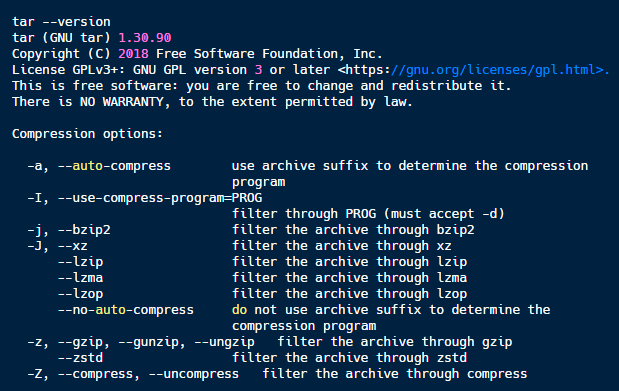 tar --version
tar (GNU tar) 1.30.90
Copyright (C) 2018 Free Software Foundation, Inc.
License GPLv3+: GNU GPL version 3 or later <https://gnu.org/licenses/gpl.html>.
This is free software: you are free to change and redistribute it.
There is NO WARRANTY, to the extent permitted by law.

Compression options:

  -a, --auto-compress        use archive suffix to determine the compression
                             program
  -I, --use-compress-program=PROG
                             filter through PROG (must accept -d)
  -j, --bzip2                filter the archive through bzip2
  -J, --xz                   filter the archive through xz
      --lzip                 filter the archive through lzip
      --lzma                 filter the archive through lzma
      --lzop                 filter the archive through lzop
      --no-auto-compress     do not use archive suffix to determine the
                             compression program
  -z, --gzip, --gunzip, --ungzip   filter the archive through gzip
      --zstd                 filter the archive through zstd
  -Z, --compress, --uncompress   filter the archive through compress